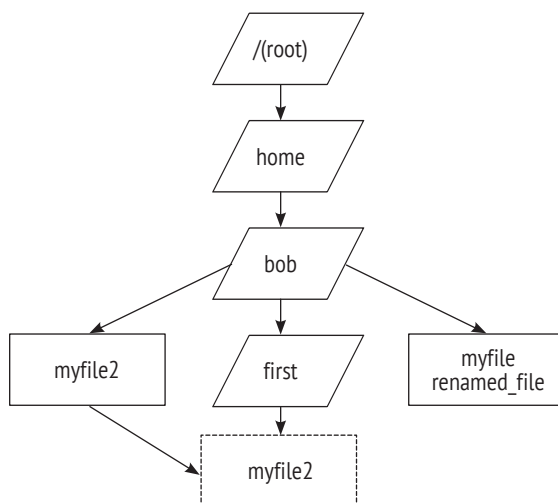 /(root)
home
bob
myfile2
first
myfile
renamed_file
myfile2